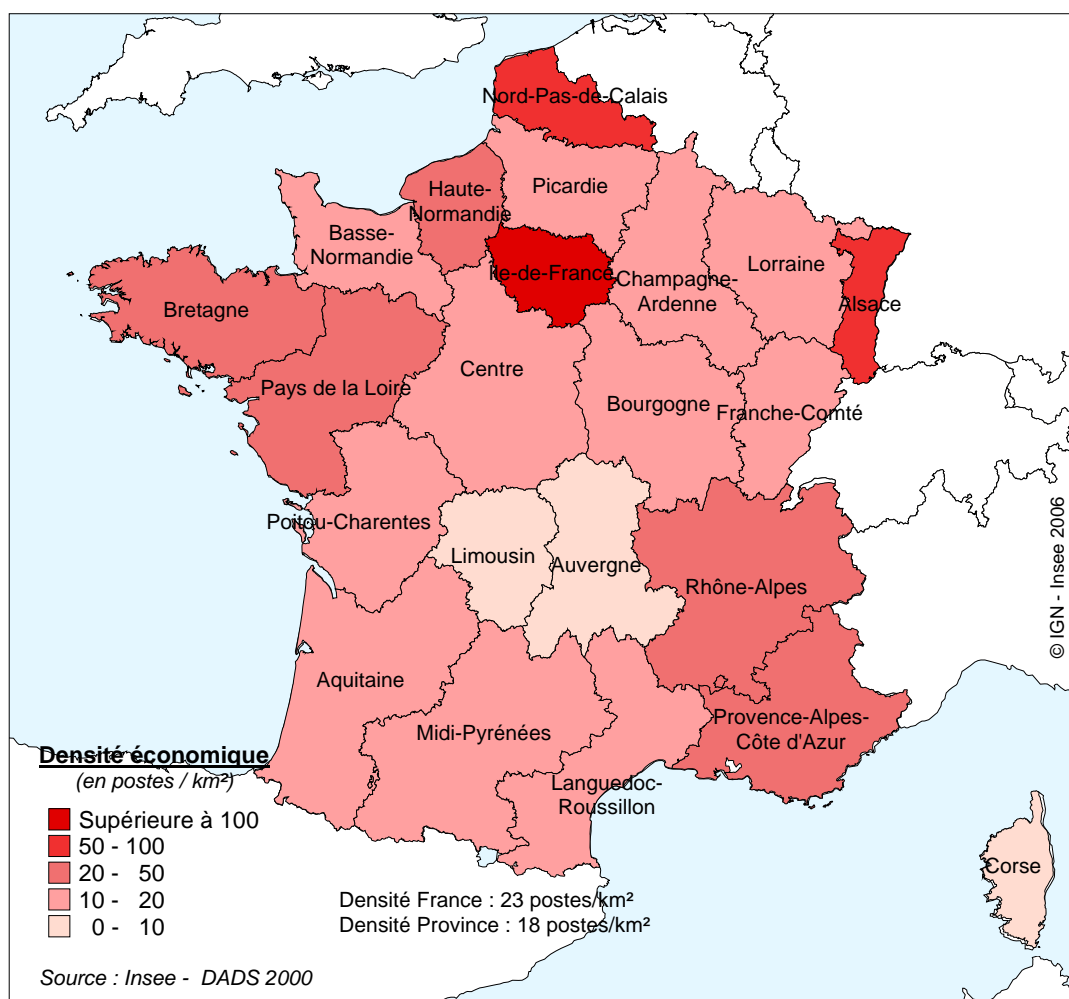 Nord-Pas-de-Calais
Picardie
Haute-
Normandie
Basse-
Normandie
Ile-de-France
Champagne-
Ardenne
Lorraine
Alsace
Bretagne
Pays de la Loire
Centre
Bourgogne
Franche-Comté
Poitou-Charentes
Limousin
Auvergne
Rhône-Alpes
Aquitaine
Midi-Pyrénées
Languedoc-
Roussillon
Provence-Alpes-
Côte d'Azur
Corse
© IGN - Insee 2006
Densité économique
(en postes / km²)
Supérieure à 100
50 - 100
20 - 50
10 - 20
0 - 10
Densité France : 23 postes/km²
Densité Province : 18 postes/km²
Source : Insee - DADS 2000